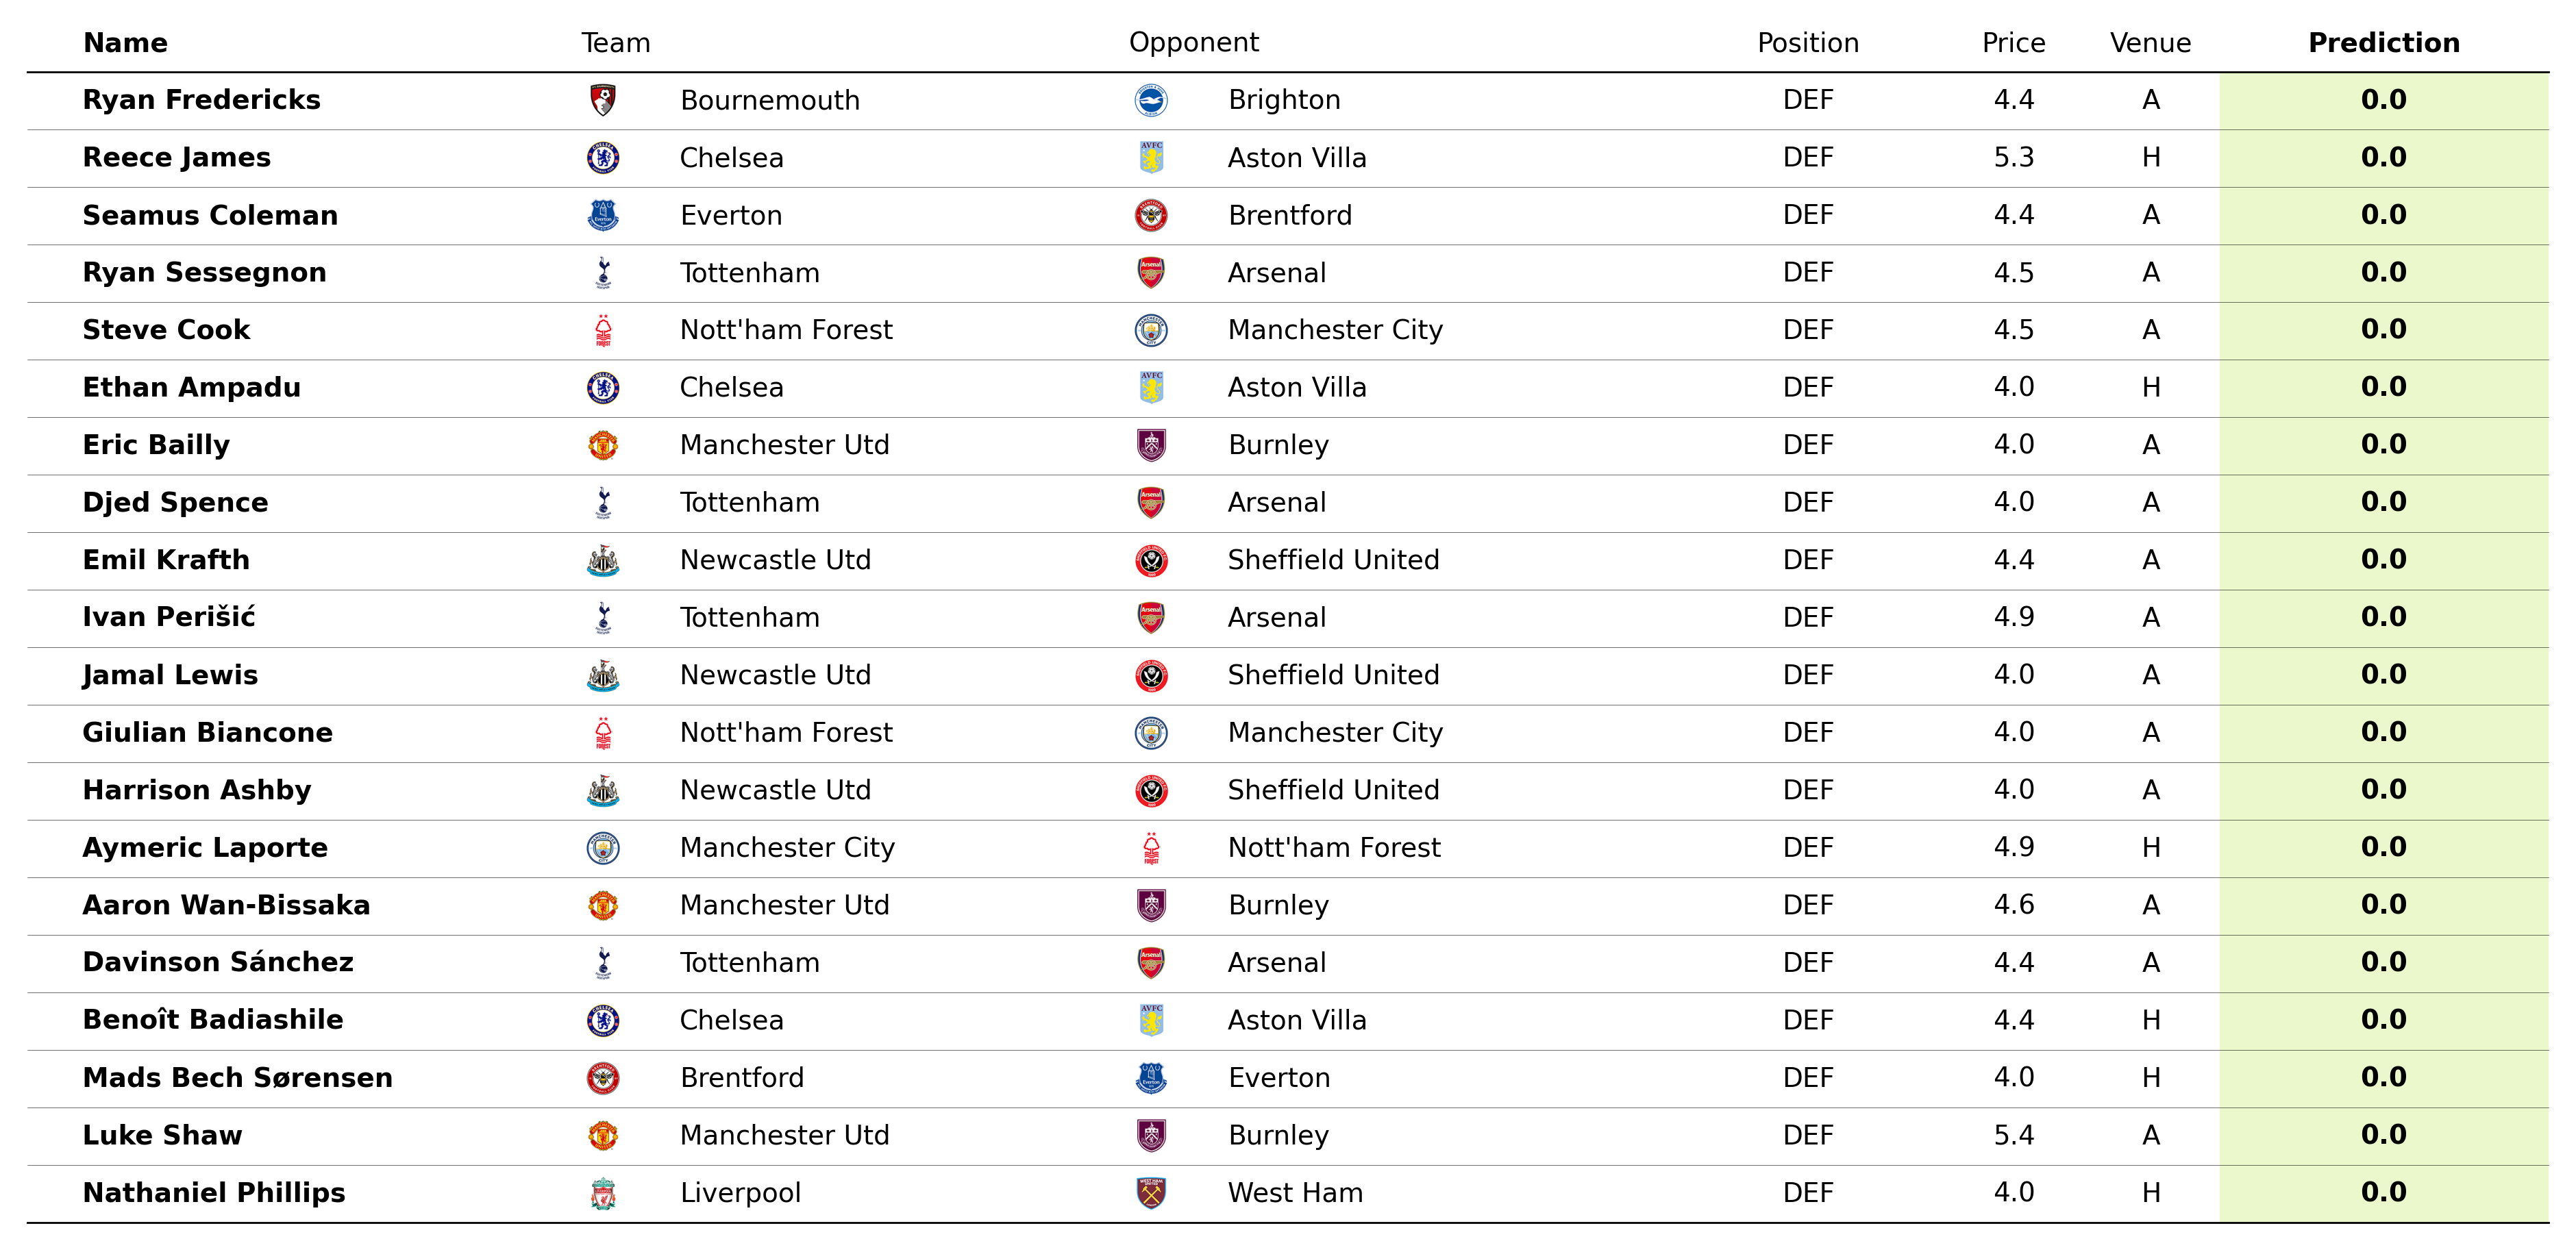 Name Team Opponent Position Price Venue Prediction
Ryan Fredericks Bournemouth Brighton DEF 4.4 A 0.0
Reece James Chelsea Aston Villa DEF 5.3 H 0.0
Seamus Coleman Everton Brentford DEF 4.4 A 0.0
Ryan Sessegnon Tottenham Arsenal DEF 4.5 A 0.0
Steve Cook Nott'ham Forest Manchester City DEF 4.5 A 0.0
Ethan Ampadu Chelsea Aston Villa DEF 4.0 H 0.0
Eric Bailly Manchester Utd Burnley DEF 4.0 A 0.0
Djed Spence Tottenham Arsenal DEF 4.0 A 0.0
Emil Krafth Newcastle Utd Sheffield United DEF 4.4 A 0.0
Ivan Perišić Tottenham Arsenal DEF 4.9 A 0.0
Jamal Lewis Newcastle Utd Sheffield United DEF 4.0 A 0.0
Giulian Biancone Nott'ham Forest Manchester City DEF 4.0 A 0.0
Harrison Ashby Newcastle Utd Sheffield United DEF 4.0 A 0.0
Aymeric Laporte Manchester City Nott'ham Forest DEF 4.9 H 0.0
Aaron Wan-Bissaka Manchester Utd Burnley DEF 4.6 A 0.0
Davinson Sánchez Tottenham Arsenal DEF 4.4 A 0.0
Benoît Badiashile Chelsea Aston Villa DEF 4.4 H 0.0
Mads Bech Sørensen Brentford Everton DEF 4.0 H 0.0
Luke Shaw Manchester Utd Burnley DEF 5.4 A 0.0
Nathaniel Phillips Liverpool West Ham DEF 4.0 H 0.0